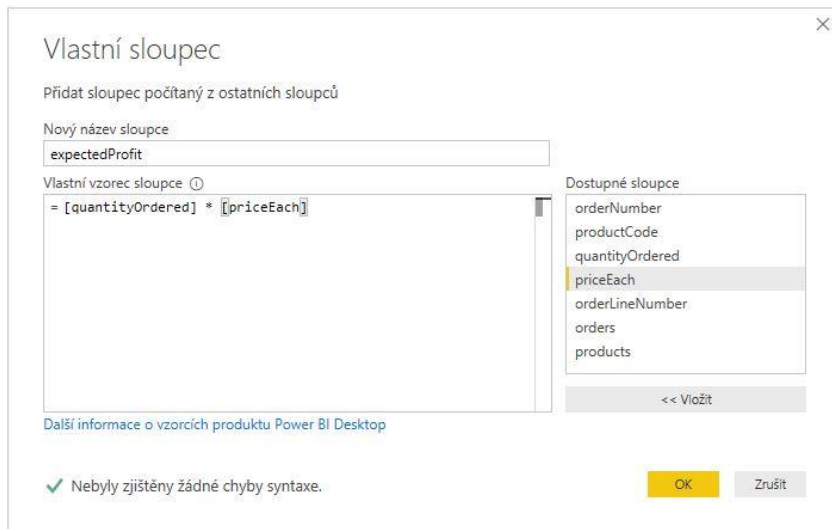 Vlastní sloupec
Přidat sloupec počítaný z ostatních sloupců
Nový název sloupce
expectedProfit
Vlastní vzorec sloupce
= [quantityOrdered] * [priceEach]
Dostupné sloupce
orderNumber
productCode
quantityOrdered
priceEach
orderLineNumber
orders
products
<< Vložit
Další informace o vzorcích produktu Power BI Desktop
Nebyly zjištěny žádné chyby syntaxe.
OK
Zrušit